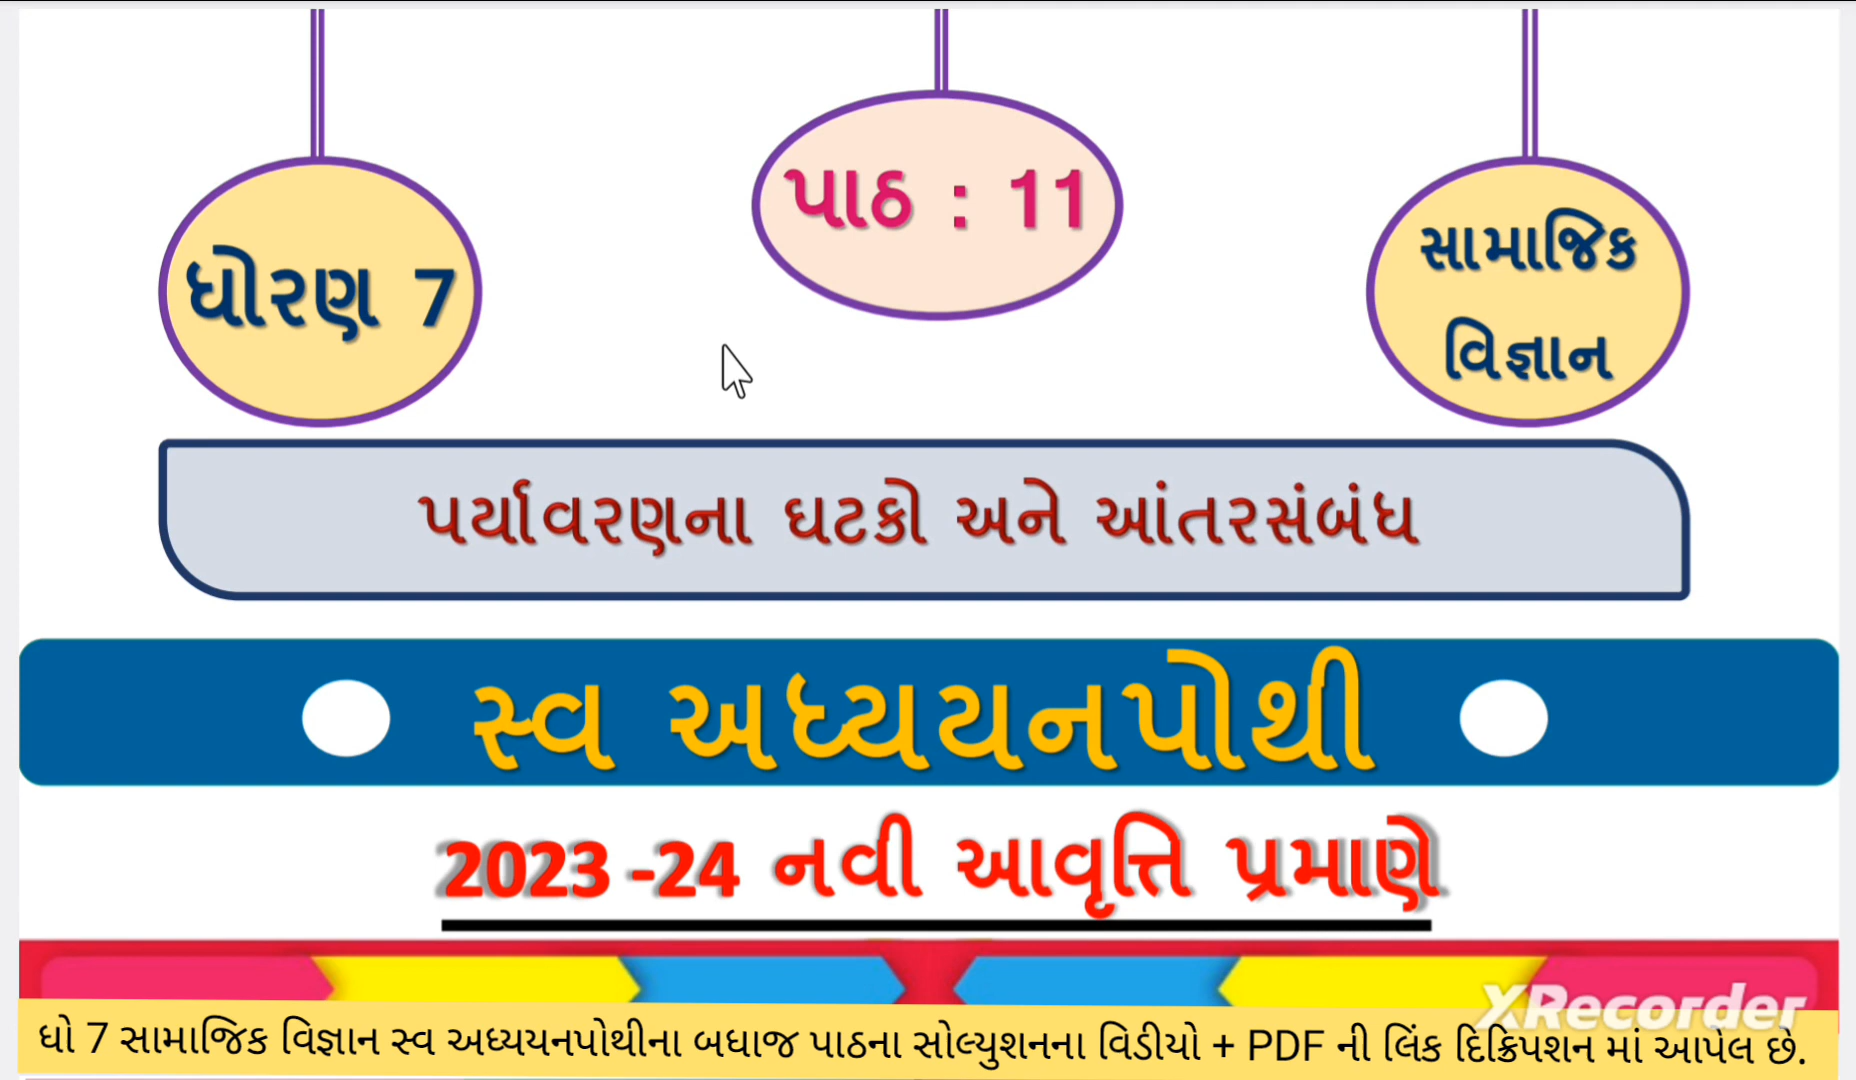 ધોરણ 7
પાઠ : 11
સામાજિક
વિજ્ઞાન
પર્યાવરણના ઘટકો અને આંતરસંબંધ
સ્વ અધ્યયનપોથી
2023 -24 નવી આવૃત્તિ પ્રમાણે
XRecorder
ધો 7 સામાજિક વિજ્ઞાન સ્વ અધ્યયનપોથીના બધાજ પાઠના સોલ્યુશનના વિડીયો + PDF ની લિંક દિક્રિપશન માં આપેલ છે.